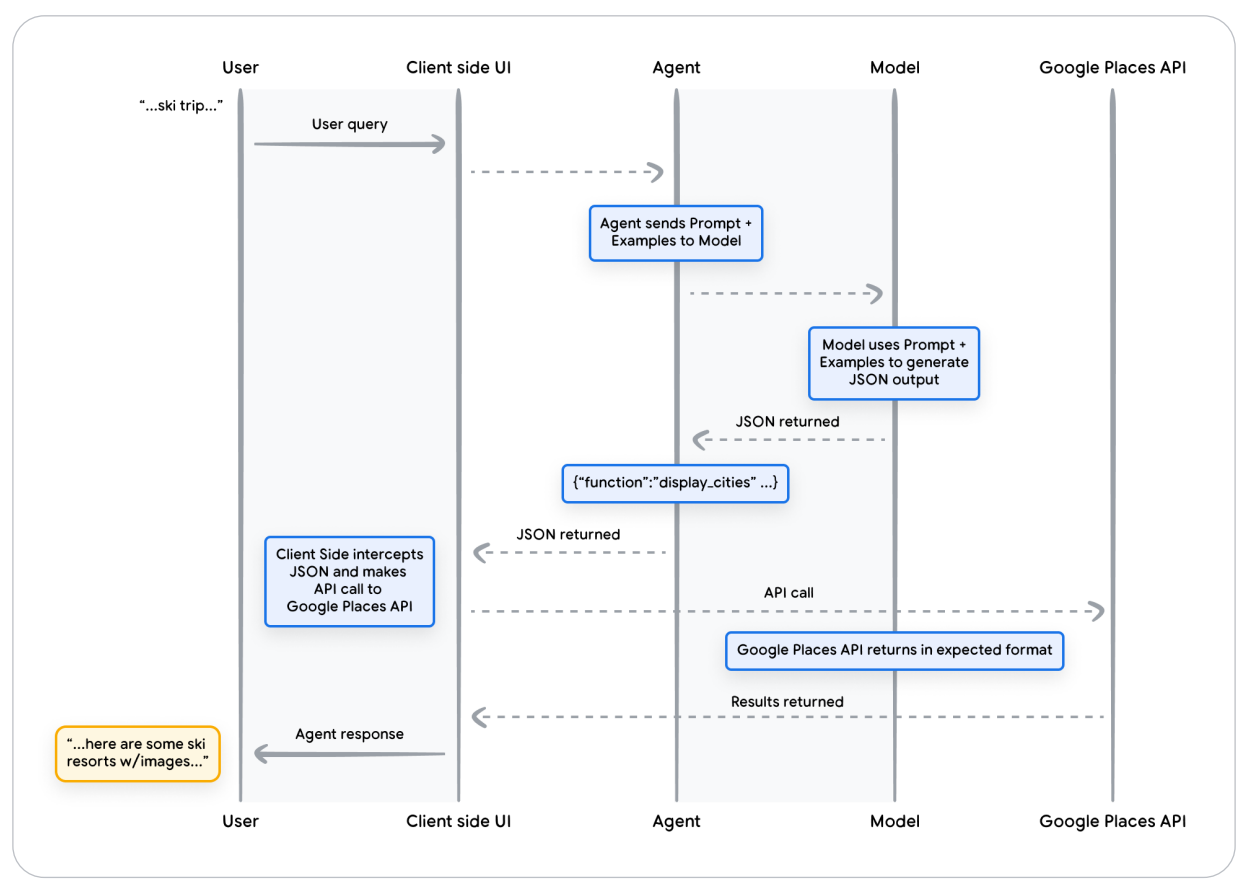 User
Client side UI
Agent
Model
Google Places API
“...ski trip...”
User query
Agent sends Prompt +
Examples to Model
Model uses Prompt +
Examples to generate
JSON output
JSON returned
{“function”:”display_cities” ...}
JSON returned
Client Side intercepts
JSON and makes
API call to
Google Places API
API call
Google Places API returns in expected format
Results returned
Agent response
“...here are some ski
resorts w/images...”
User
Client side UI
Agent
Model
Google Places API